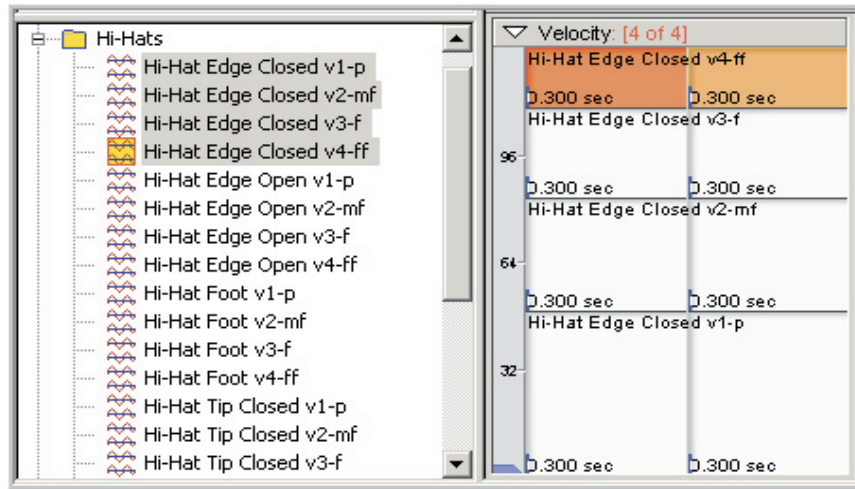 Hi-Hats
Hi-Hat Edge Closed v1-p
Hi-Hat Edge Closed v2-mf
Hi-Hat Edge Closed v3-f
Hi-Hat Edge Closed v4-ff
Hi-Hat Edge Open v1-p
Hi-Hat Edge Open v2-mf
Hi-Hat Edge Open v3-f
Hi-Hat Edge Open v4-ff
Hi-Hat Foot v1-p
Hi-Hat Foot v2-mf
Hi-Hat Foot v3-f
Hi-Hat Foot v4-ff
Hi-Hat Tip Closed v1-p
Hi-Hat Tip Closed v2-mf
Hi-Hat Tip Closed v3-f
Velocity: [4 of 4]
Hi-Hat Edge Closed v4-ff
0.300 sec 0.300 sec
Hi-Hat Edge Closed v3-f
96
0.300 sec 0.300 sec
Hi-Hat Edge Closed v2-mf
64
0.300 sec 0.300 sec
Hi-Hat Edge Closed v1-p
32
0.300 sec 0.300 sec